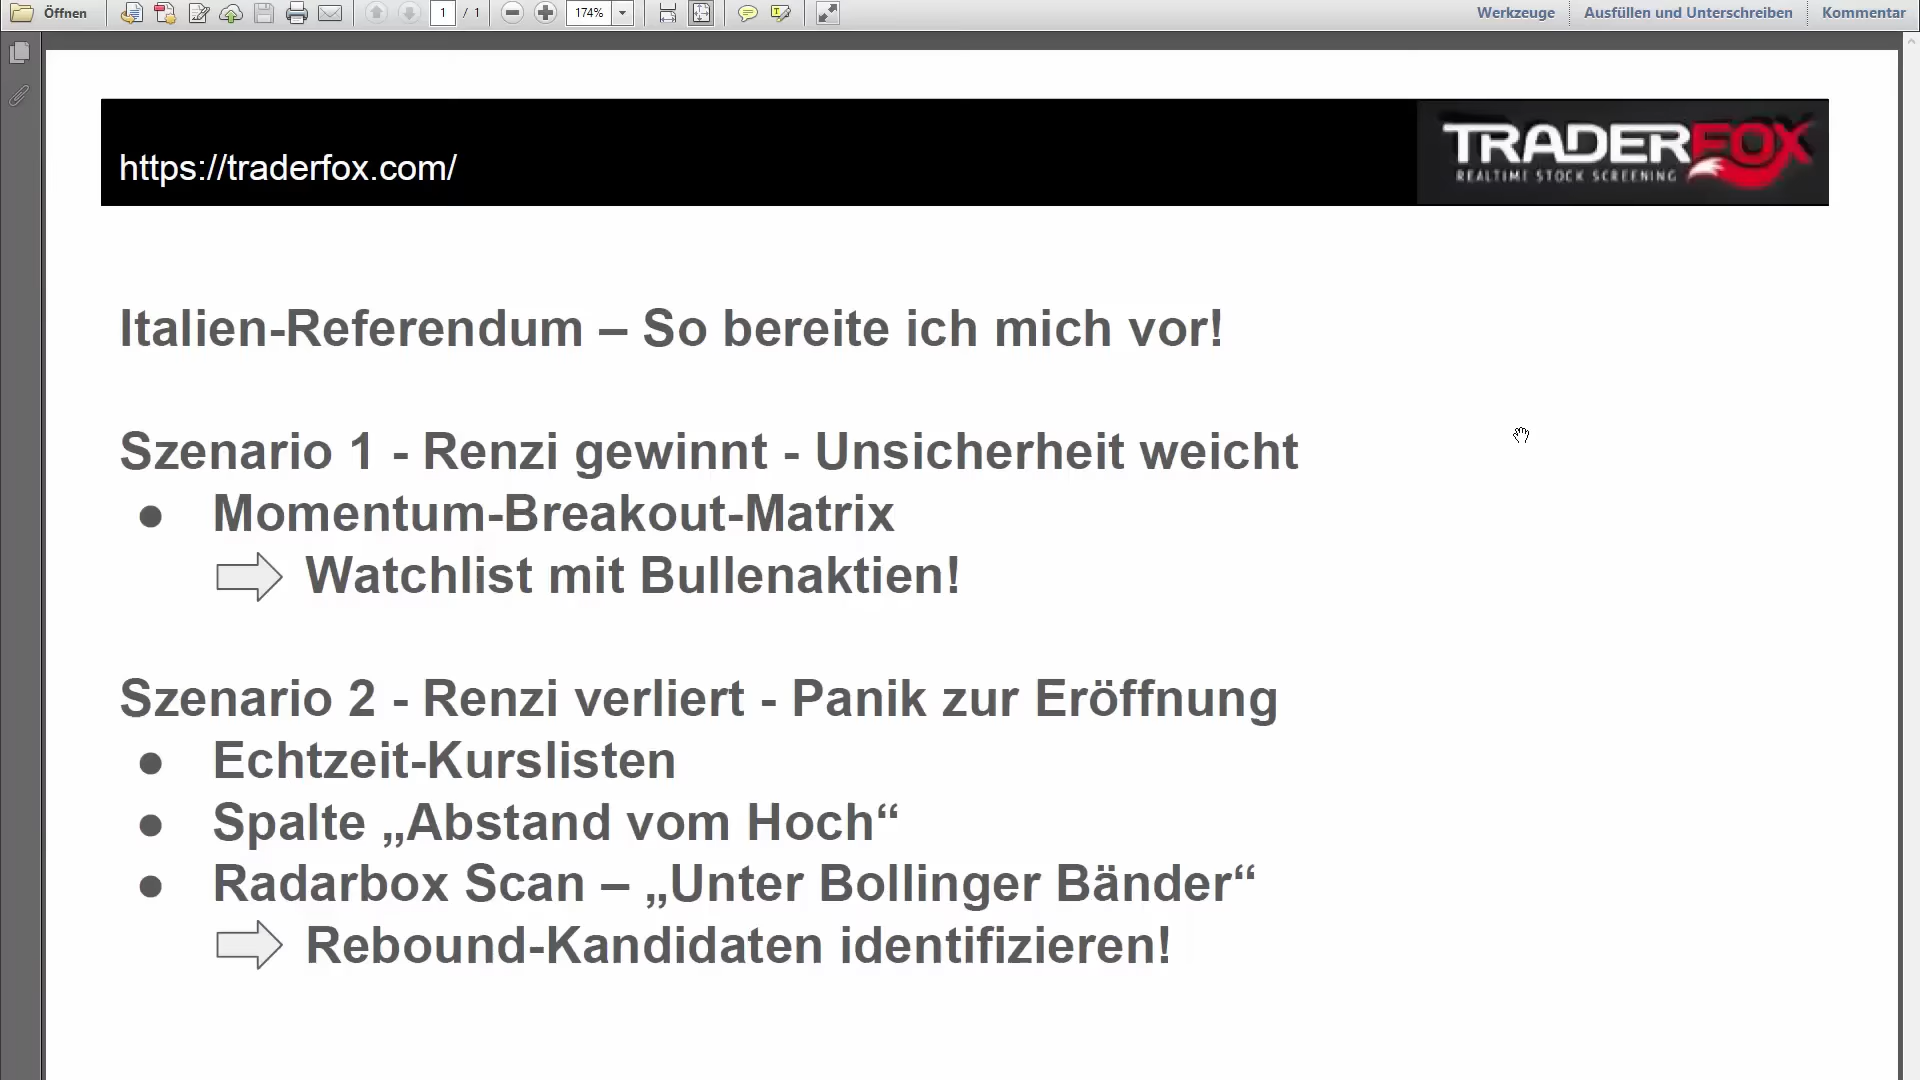 Öffnen
1 / 1
174%
Werkzeuge
Ausfüllen und Unterschreiben
Kommentar
https://traderfox.com/
TRADERFOX
REALTIME STOCK SCREENING
Italien-Referendum – So bereite ich mich vor!
Szenario 1 - Renzi gewinnt - Unsicherheit weicht
● Momentum-Breakout-Matrix
Watchlist mit Bullenaktien!
Szenario 2 - Renzi verliert - Panik zur Eröffnung
● Echtzeit-Kurslisten
● Spalte „Abstand vom Hoch“
● Radarbox Scan – „Unter Bollinger Bänder“
Rebound-Kandidaten identifizieren!